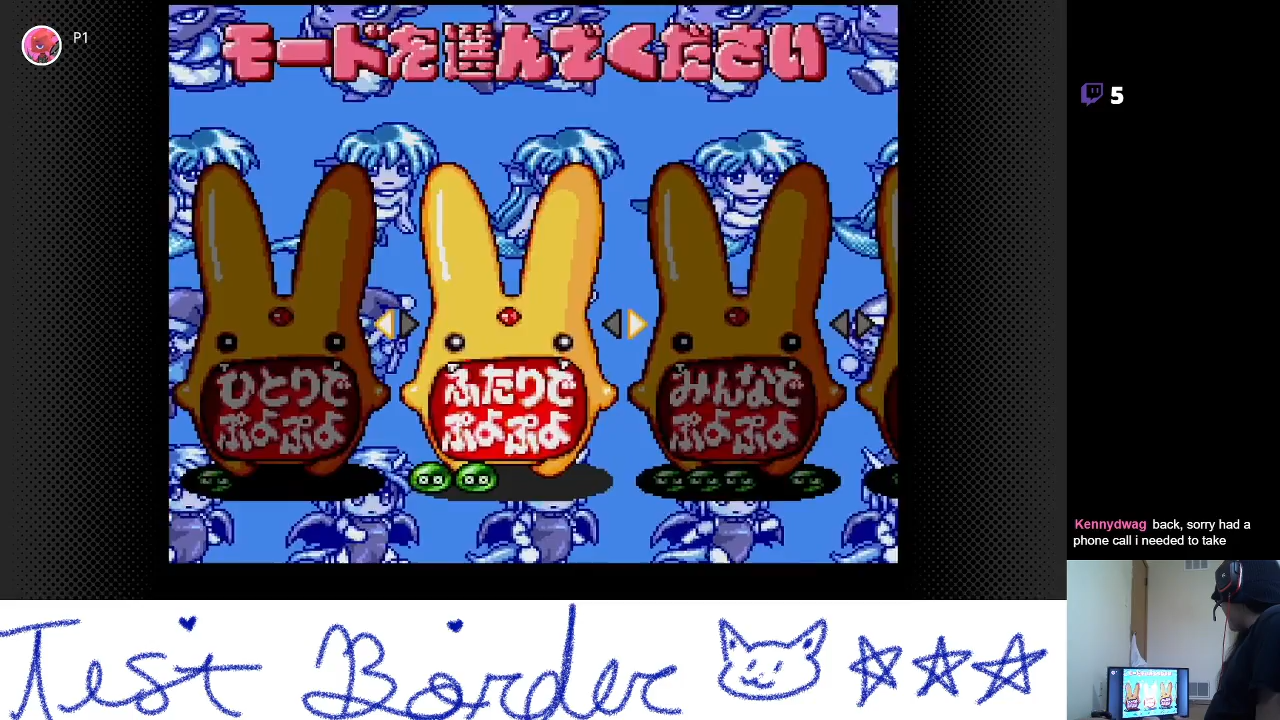 P1
モードを選んでください
5
ひとりで
ぷよぷよ
ふたりで
ぷよぷよ
みんなで
ぷよぷよ
Kennydwag back, sorry had a
phone call i needed to take
Test Border